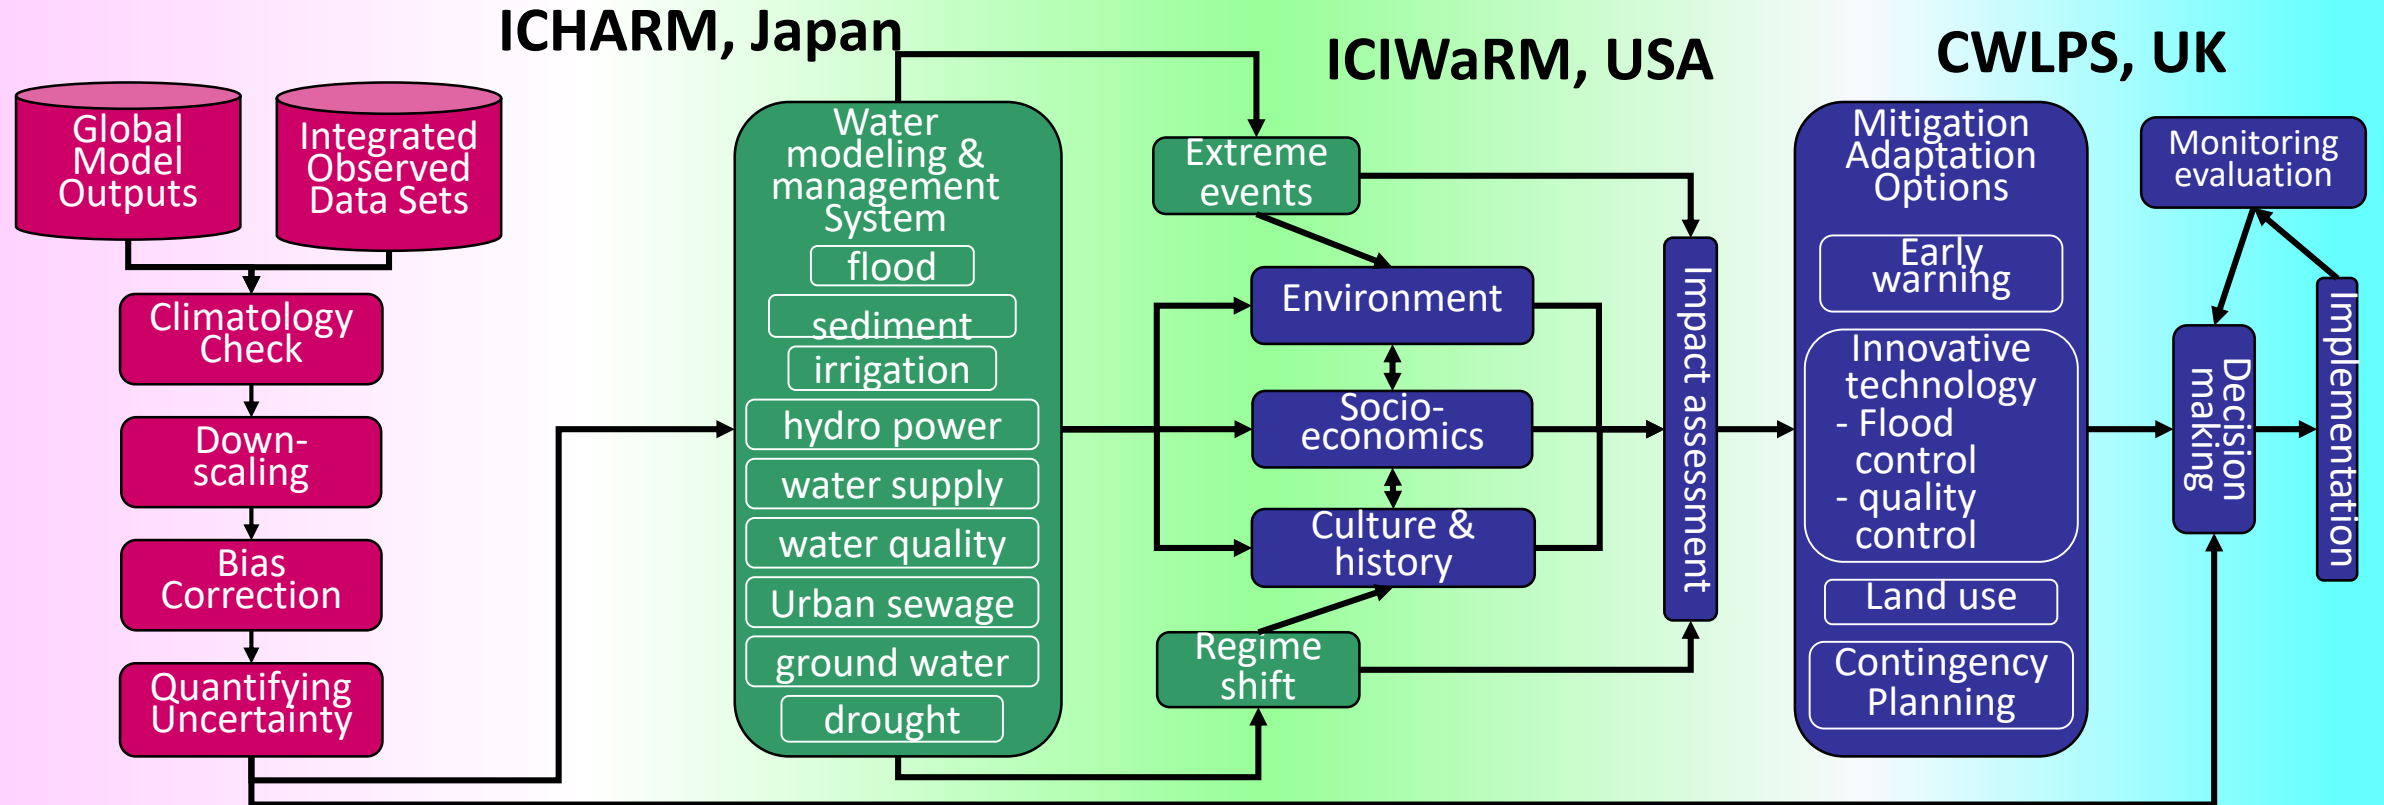 ICHARM, Japan
ICIWaRM, USA
CWLPS, UK
Global
Model
Outputs
Integrated
Observed
Data Sets
Climatology
Check
Down-
scaling
Bias
Correction
Quantifying
Uncertainty
Water
modeling &
management
System
flood
sediment
irrigation
hydro power
water supply
water quality
Urban sewage
ground water
drought
Extreme
events
Environment
Socio-
economics
Culture &
history
Regime
shift
Impact assessment
Mitigation
Adaptation
Options
Early
warning
Innovative
technology
- Flood
control
- quality
control
Land use
Contingency
Planning
Monitoring
evaluation
Decision
making
Implementation